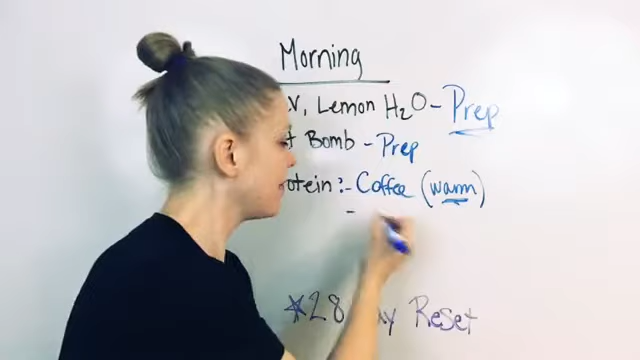 Morning
Lemon H₂O - Prep
Bomb - Prep
:- Coffee (warm)
-
*28 Reset